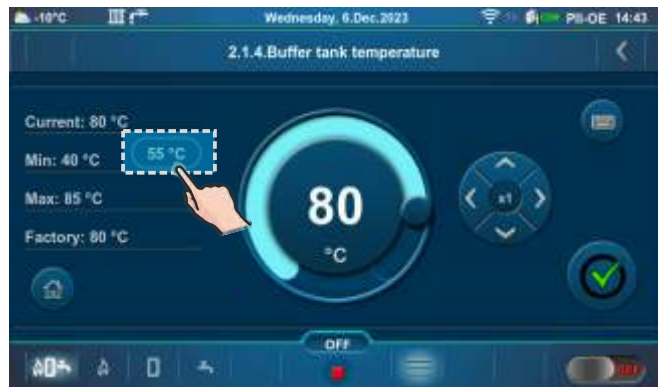 -10°C Wednesday, 6.Dec.2023 PII-OE 14:43
2.1.4.Buffer tank temperature
Current: 80 °C
55 °C
Min: 40 °C
Max: 85 °C
Factory: 80 °C
80
°C
x1
OFF
OFF